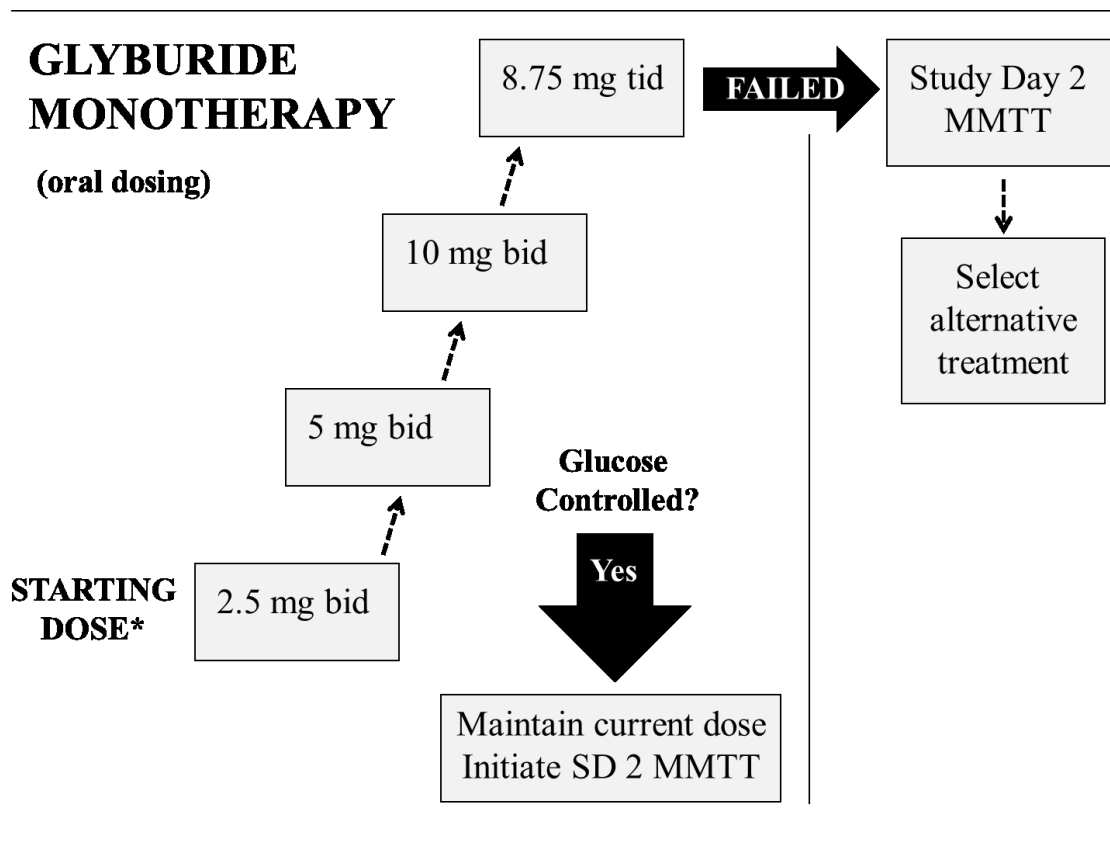 GLYBURIDE
MONOTHERAPY
(oral dosing)
8.75 mg tid
FAILED
Study Day 2
MMTT
10 mg bid
Select
alternative
treatment
5 mg bid
Glucose
Controlled?
Yes
STARTING
DOSE*
2.5 mg bid
Maintain current dose
Initiate SD 2 MMTT